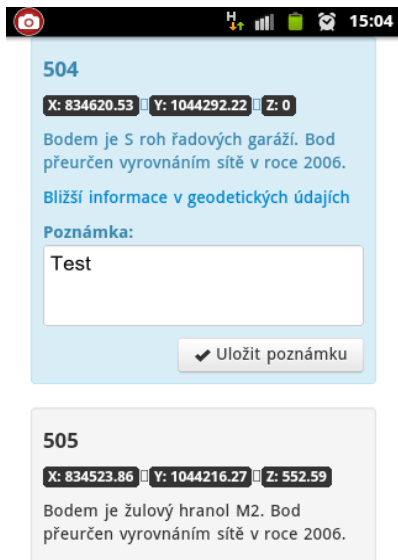 H 15:04
504
X: 834620.53 Y: 1044292.22 Z: 0
Bodem je S roh řadových garáží. Bod
přeurčen vyrovnáním sítě v roce 2006.
Bližší informace v geodetických údajích
Poznámka:
Test
Uložit poznámku
505
X: 834523.86 Y: 1044216.27 Z: 552.59
Bodem je žulový hranol M2. Bod
přeurčen vyrovnáním sítě v roce 2006.